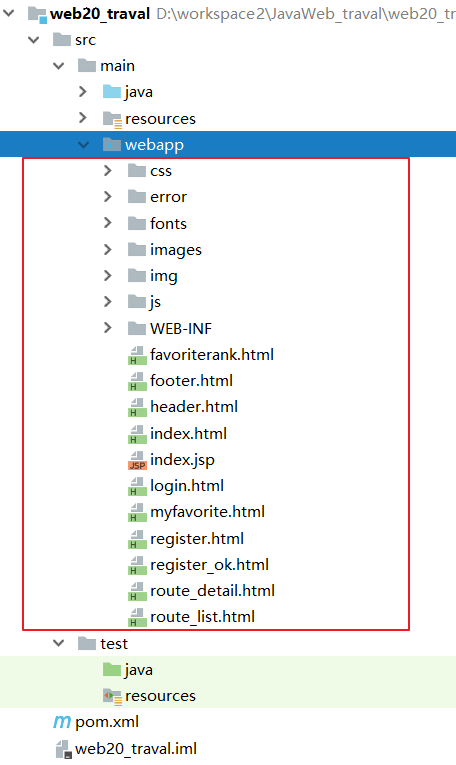 web20_traval D:\workspace2\JavaWeb_traval\web20_tr
src
main
java
resources
webapp
css
error
fonts
images
img
js
WEB-INF
favoriterank.html
footer.html
header.html
index.html
index.jsp
login.html
myfavorite.html
register.html
register_ok.html
route_detail.html
route_list.html
test
java
resources
pom.xml
web20_traval.iml